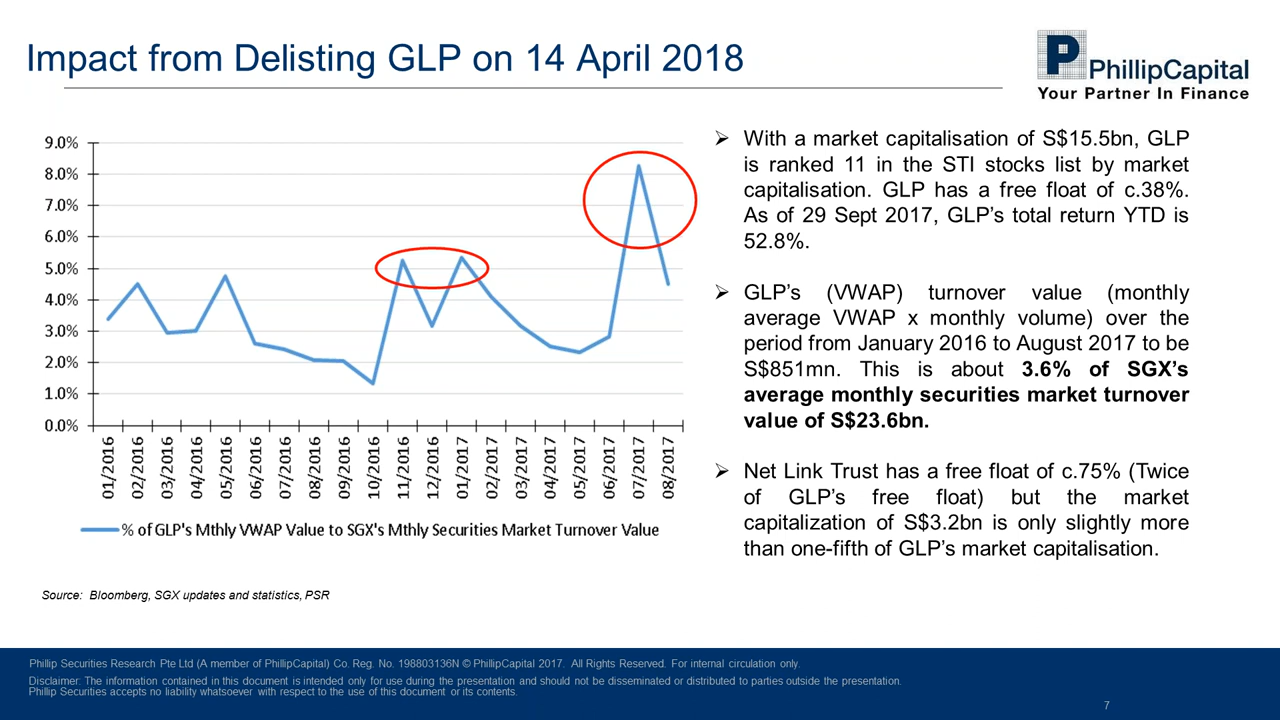 Impact from Delisting GLP on 14 April 2018
P PhillipCapital
Your Partner In Finance
9.0%
8.0%
7.0%
6.0%
5.0%
4.0%
3.0%
2.0%
1.0%
0.0%
01/2016
02/2016
03/2016
04/2016
05/2016
06/2016
07/2016
08/2016
09/2016
10/2016
11/2016
12/2016
01/2017
02/2017
03/2017
04/2017
05/2017
06/2017
07/2017
08/2017
% of GLP's Mthly VWAP Value to SGX's Mthly Securities Market Turnover Value
Source: Bloomberg, SGX updates and statistics, PSR
➢ With a market capitalisation of S$15.5bn, GLP
is ranked 11 in the STI stocks list by market
capitalisation. GLP has a free float of c.38%.
As of 29 Sept 2017, GLP’s total return YTD is
52.8%.
➢ GLP’s (VWAP) turnover value (monthly
average VWAP x monthly volume) over the
period from January 2016 to August 2017 to be
S$851mn. This is about 3.6% of SGX’s
average monthly securities market turnover
value of S$23.6bn.
➢ Net Link Trust has a free float of c.75% (Twice
of GLP’s free float) but the market
capitalization of S$3.2bn is only slightly more
than one-fifth of GLP’s market capitalisation.
Phillip Securities Research Pte Ltd (A member of PhillipCapital) Co. Reg. No. 198803136N © PhillipCapital 2017. All Rights Reserved. For internal circulation only.
Disclaimer: The information contained in this document is intended only for use during the presentation and should not be disseminated or distributed to parties outside the presentation.
Phillip Securities accepts no liability whatsoever with respect to the use of this document or its contents.
7